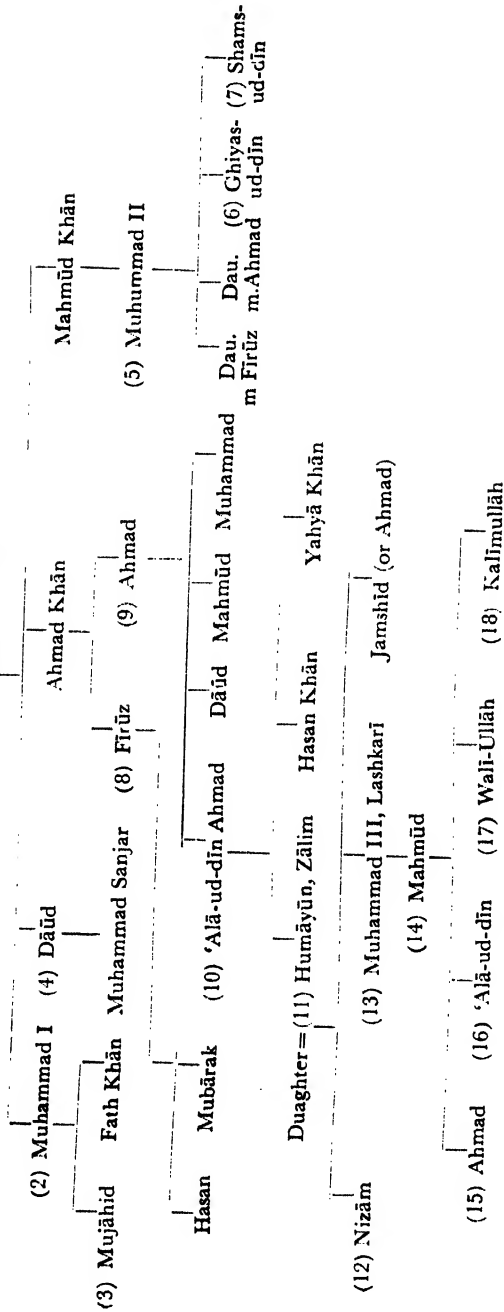 (2) Muhammad I
(4) Dāūd
Ahmad Khān
Mahmūd Khān
(3) Mujāhid
Fath Khān
Muhammad Sanjar
(8) Fīrūz
(9) Ahmad
(5) Muhummad II
Hasan
Mubārak
(10) ‘Alā-ud-dīn Ahmad
Dāūd
Mahmūd
Muhammad
Dau.
m Fīrūz
Dau.
m.Ahmad
(6) Ghiyas-
ud-dīn
(7) Shams-
ud-dīn
Duaghter = (11) Humāyūn, Zālim
Hasan Khān
Yahyā Khān
(12) Nizām
(13) Muhammad III, Lashkarī
Jamshīd (or Ahmad)
(14) Mahmūd
(15) Ahmad
(16) ‘Alā-ud-dīn
(17) Walī-Ullāh
(18) Kalīmullāh